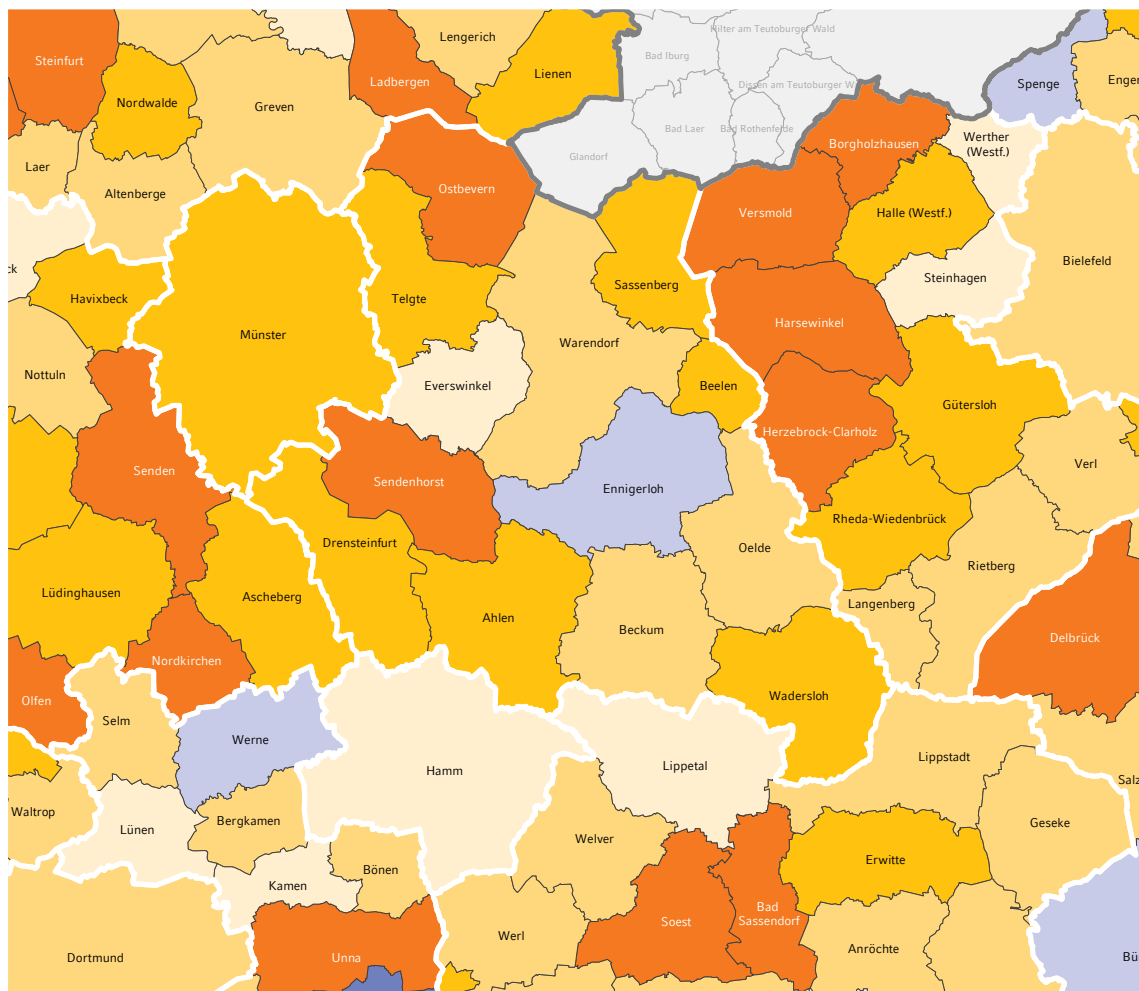 Hilter am Teutoburger Wald
Lengerich
Steinfurt
Bad Iburg
Lienen
Ladbergen
Spenge
Enger
Dissen am Teutoburger W
Nordwalde
Greven
Bad Laer
Bad Rothenfelde
Borgholzhausen
Werther
(Westf.)
Glandorf
Laer
Altenberge
Ostbevern
Versmold
Halle (Westf.)
Bielefeld
ck
Steinhagen
Havixbeck
Telgte
Sassenberg
Harsewinkel
Münster
Warendorf
Nottuln
Everswinkel
Beelen
Gütersloh
Herzebrock-Clarholz
Verl
Senden
Sendenhorst
Ennigerloh
Rheda-Wiedenbrück
Drensteinfurt
Oelde
Rietberg
Lüdinghausen
Ascheberg
Langenberg
Ahlen
Beckum
Delbrück
Nordkirchen
Olfen
Wadersloh
Selm
Werne
Lippstadt
Hamm
Lippetal
Salz
Waltrop
Bergkamen
Geseke
Lünen
Welver
Erwitte
Bönen
Kamen
Bad
Sassendorf
Soest
Werl
Anröchte
Dortmund
Unna
Bü